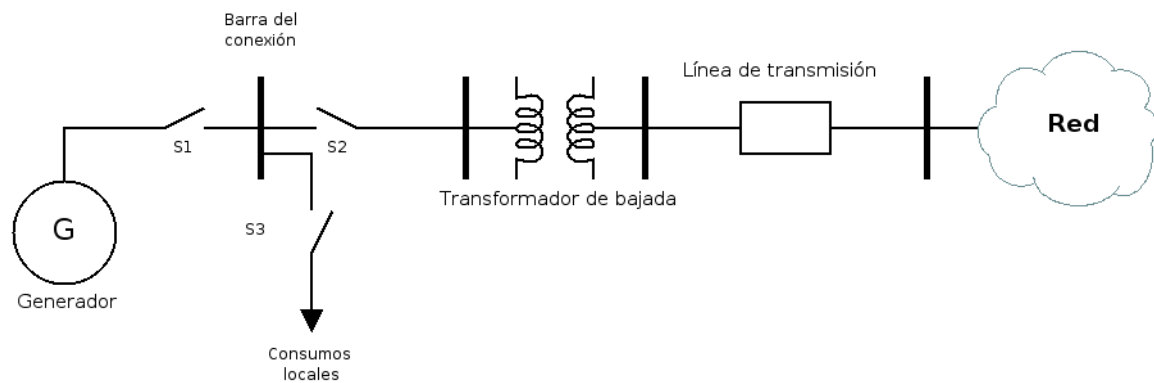 Barra del
conexión
Línea de transmisión
Red
S1
S2
Transformador de bajada
G
S3
Generador
Consumos
locales